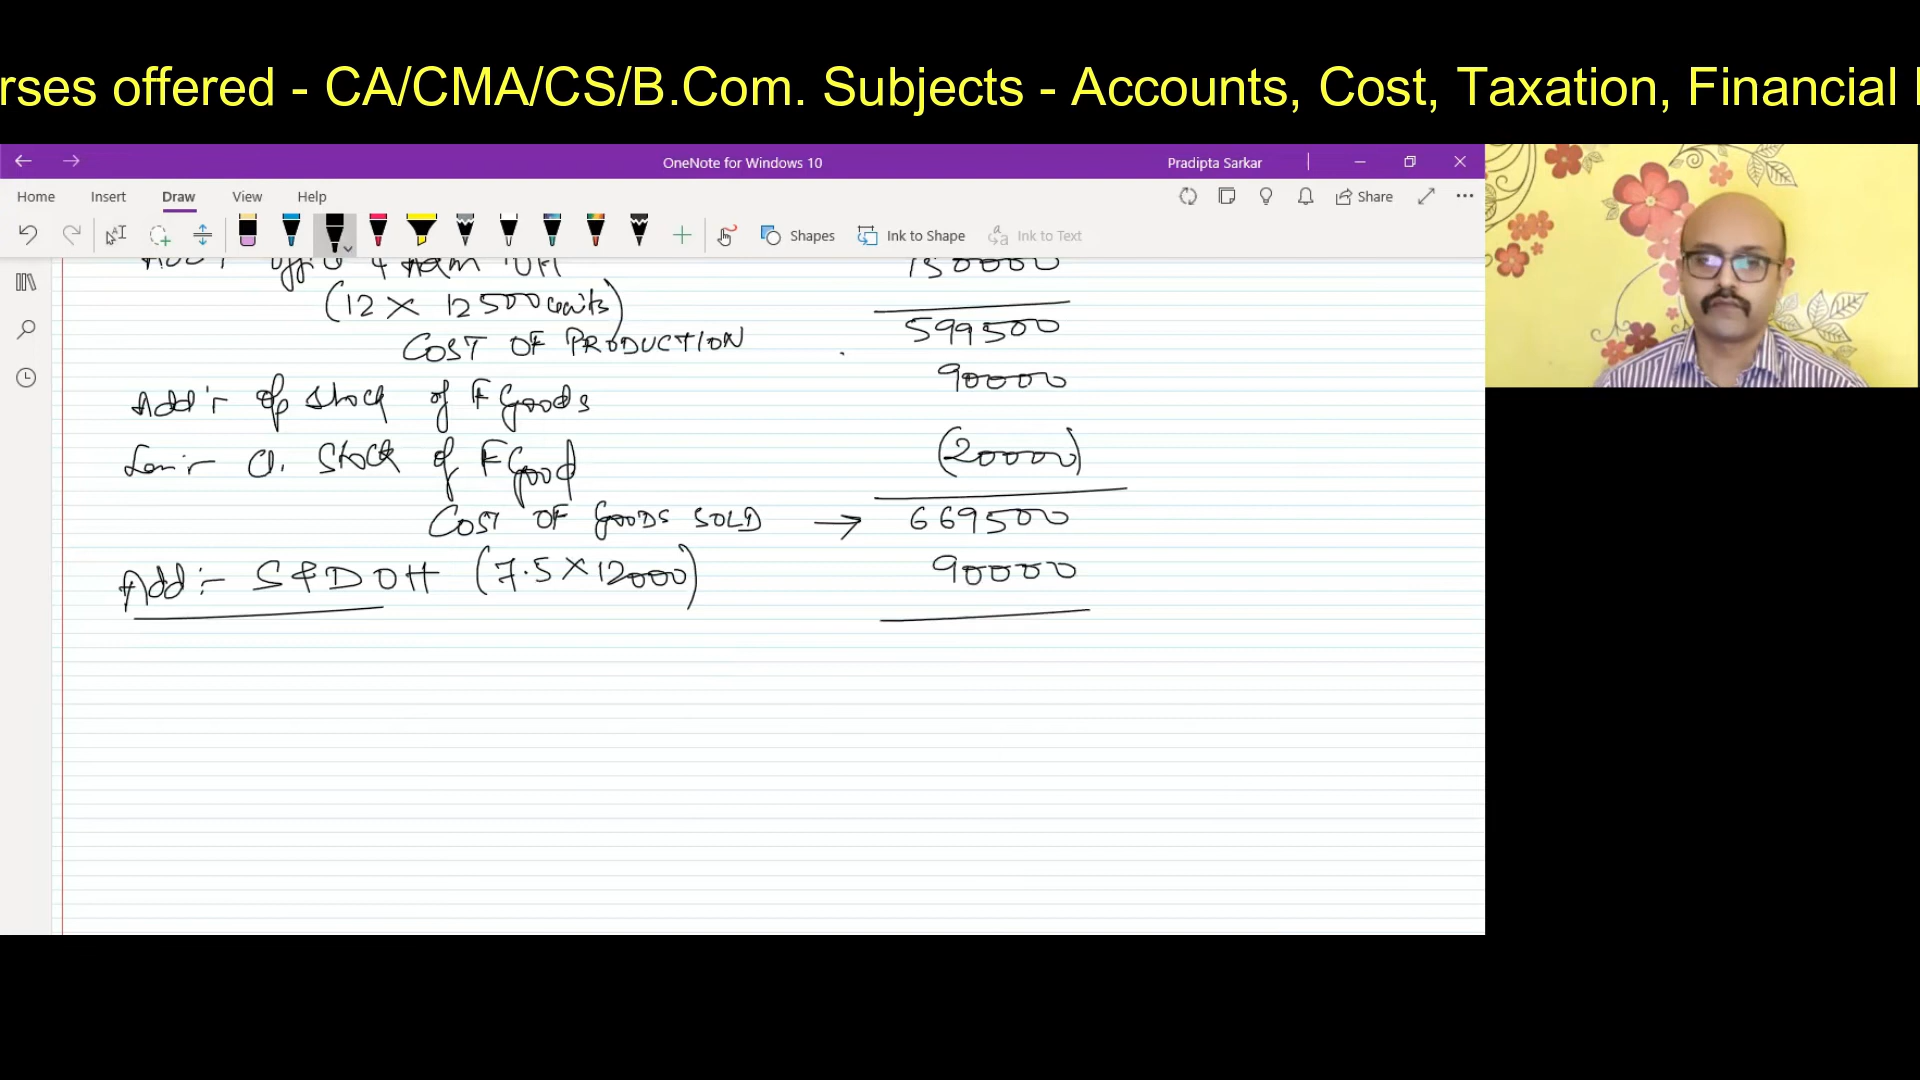 rses offered - CA/CMA/CS/B.Com. Subjects - Accounts, Cost, Taxation, Financial
OneNote for Windows 10
Pradipta Sarkar
Home Insert Draw View Help
Share
Shapes
Ink to Shape
Ink to Text
150000
(12 X 12500 units)
599500
COST OF PRODUCTION
90000
Add:- Op Stock of F Goods
Less:- Cl. Stock of F Good
(20000)
COST OF GOODS SOLD → 669500
Add:- S&D OH (7.5 X 12000) 90000